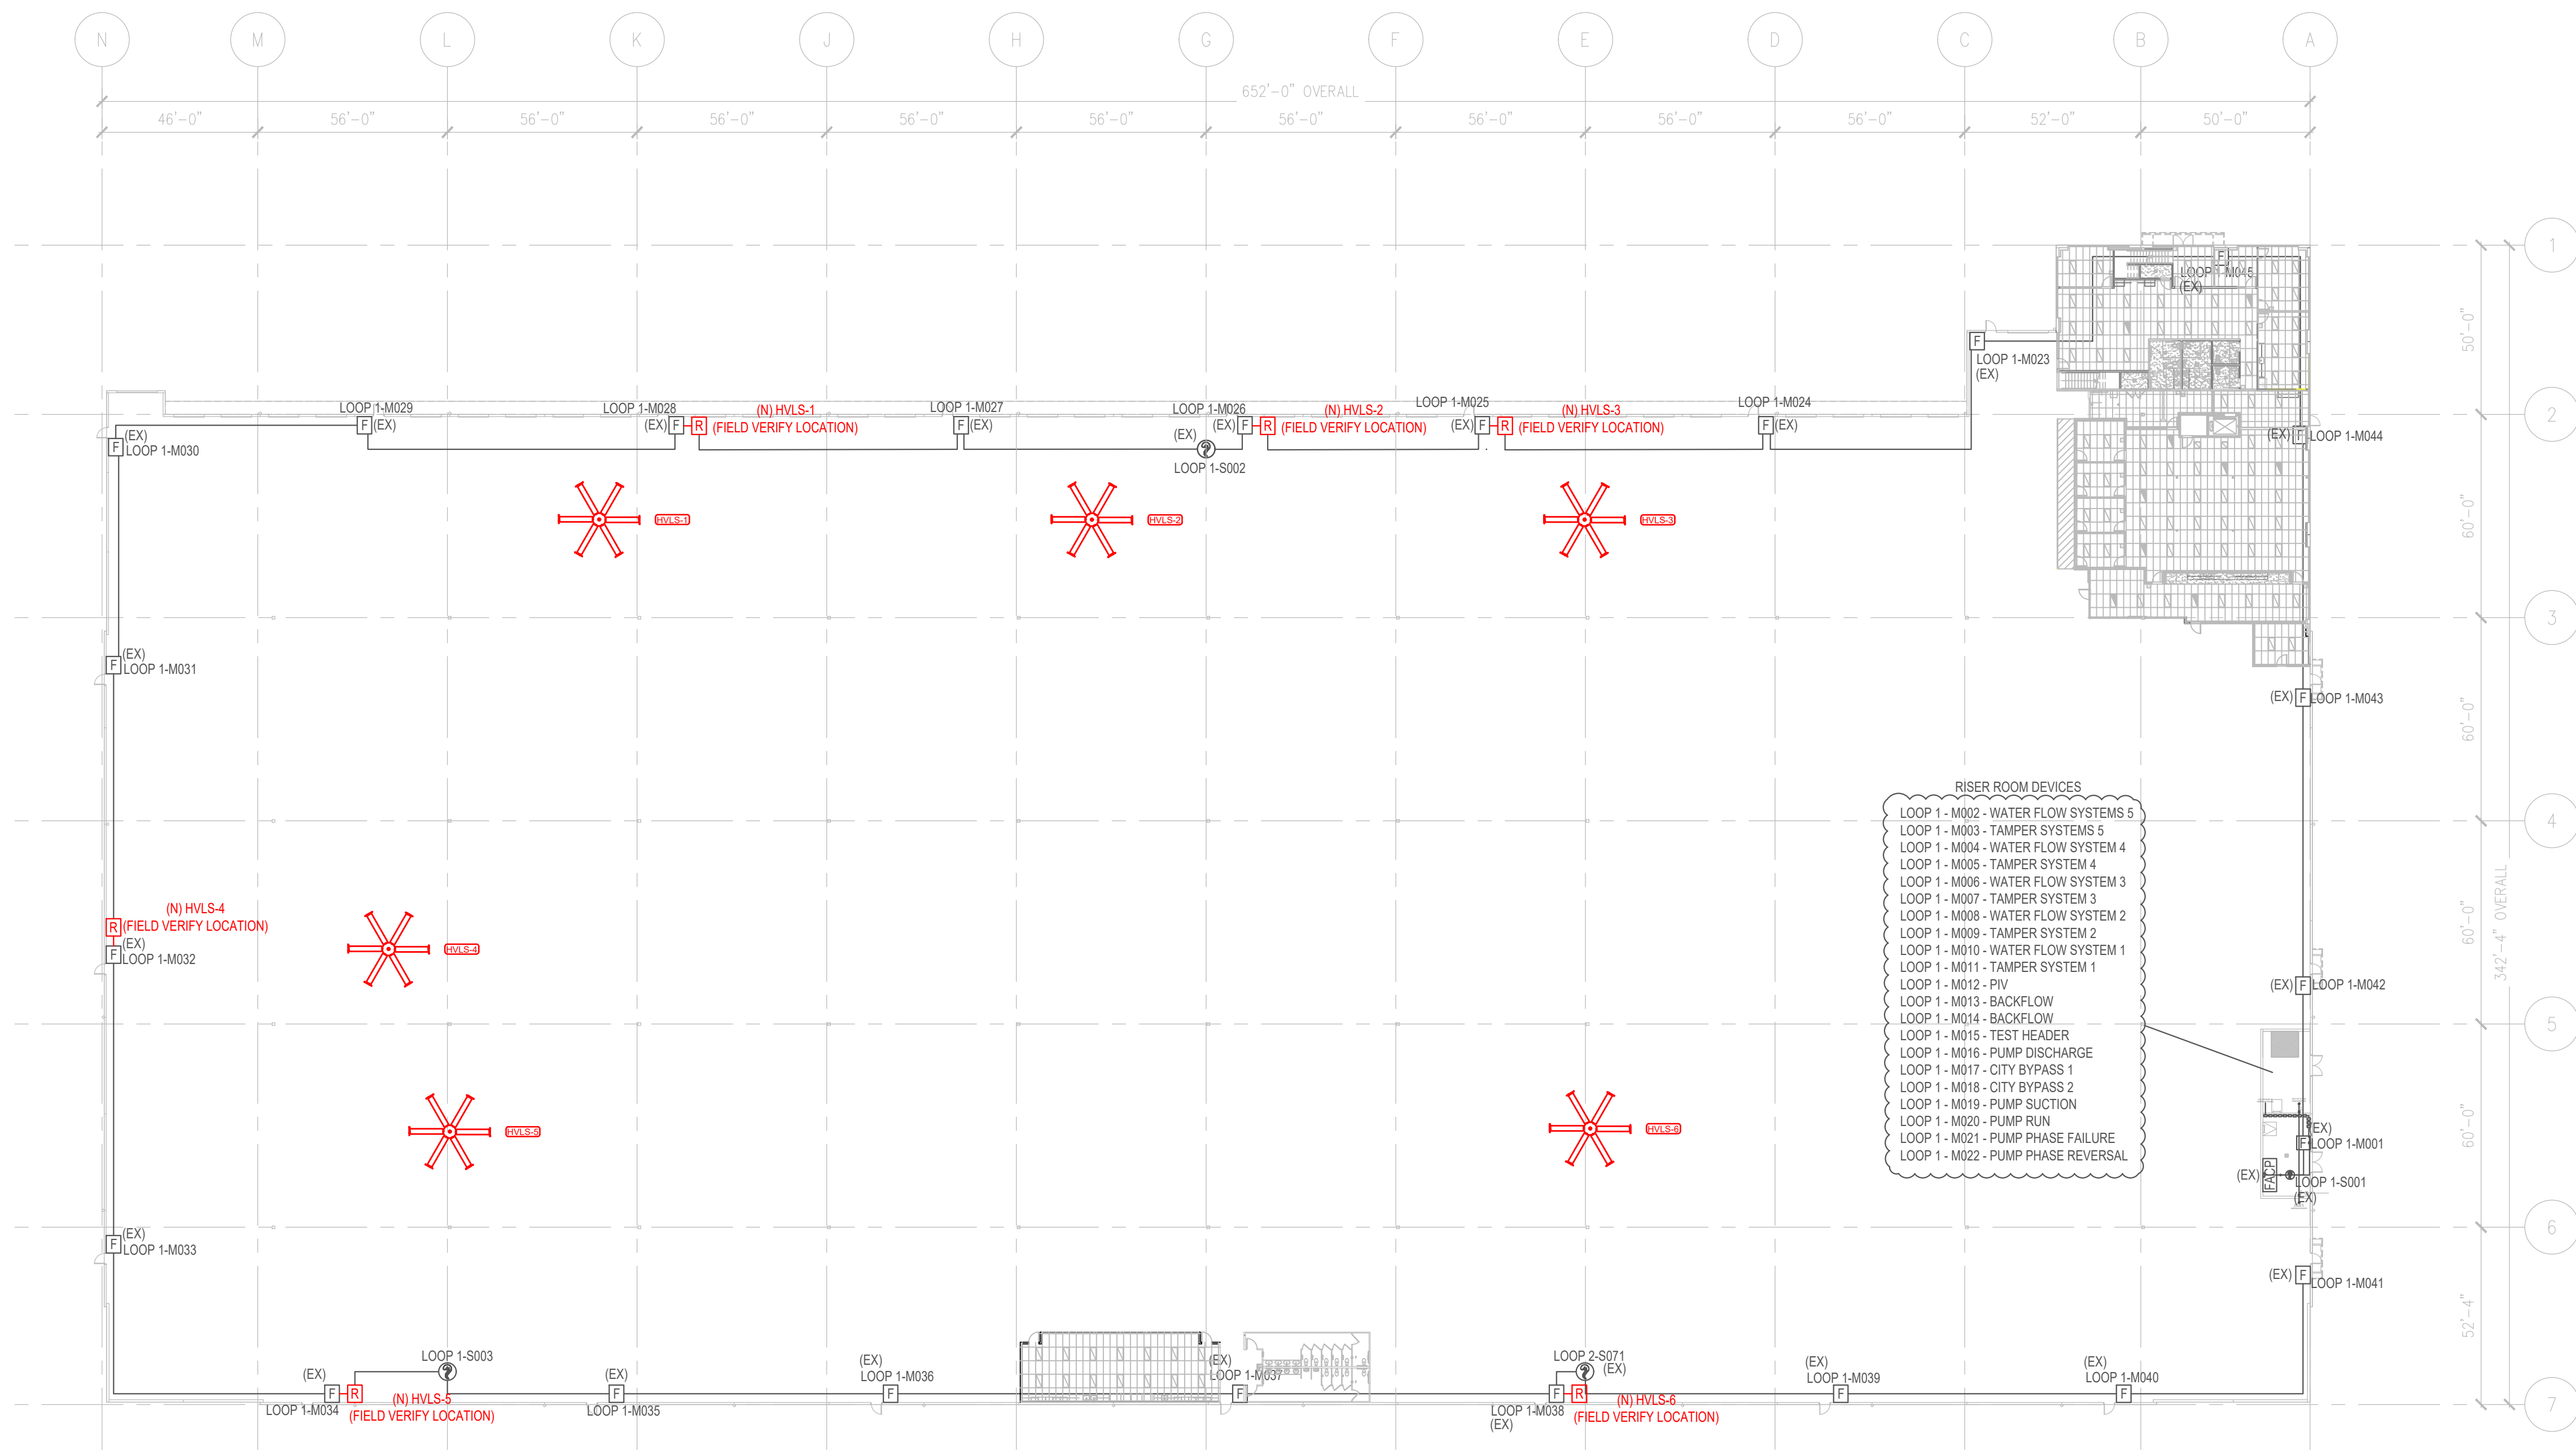 N
M
L
K
J
H
G
F
E
D
C
B
A
652'-0" OVERALL
46'-0"
56'-0"
56'-0"
56'-0"
56'-0"
56'-0"
56'-0"
56'-0"
56'-0"
56'-0"
52'-0"
50'-0"
1
2
3
4
5
6
7
50'-0"
60'-0"
60'-0"
60'-0"
60'-0"
52'-4"
342'-4" OVERALL
F
LOOP 1-M045
(EX)
F
LOOP 1-M023
(EX)
LOOP 1-M029
F (EX)
LOOP 1-M028
(EX) F R
(N) HVLS-1
(FIELD VERIFY LOCATION)
LOOP 1-M027
F (EX)
LOOP 1-M026
(EX) F R
(N) HVLS-2
(FIELD VERIFY LOCATION)
LOOP 1-M025
(EX) F R
(N) HVLS-3
(FIELD VERIFY LOCATION)
LOOP 1-M024
F (EX)
(EX)
LOOP 1-S002
(EX)
F LOOP 1-M030
(EX) F LOOP 1-M044
HVLS-1
HVLS-2
HVLS-3
(EX)
F LOOP 1-M031
(EX) F LOOP 1-M043
RISER ROOM DEVICES
LOOP 1 - M002 - WATER FLOW SYSTEMS 5
LOOP 1 - M003 - TAMPER SYSTEMS 5
LOOP 1 - M004 - WATER FLOW SYSTEM 4
LOOP 1 - M005 - TAMPER SYSTEM 4
LOOP 1 - M006 - WATER FLOW SYSTEM 3
LOOP 1 - M007 - TAMPER SYSTEM 3
LOOP 1 - M008 - WATER FLOW SYSTEM 2
LOOP 1 - M009 - TAMPER SYSTEM 2
LOOP 1 - M010 - WATER FLOW SYSTEM 1
LOOP 1 - M011 - TAMPER SYSTEM 1
LOOP 1 - M012 - PIV
LOOP 1 - M013 - BACKFLOW
LOOP 1 - M014 - BACKFLOW
LOOP 1 - M015 - TEST HEADER
LOOP 1 - M016 - PUMP DISCHARGE
LOOP 1 - M017 - CITY BYPASS 1
LOOP 1 - M018 - CITY BYPASS 2
LOOP 1 - M019 - PUMP SUCTION
LOOP 1 - M020 - PUMP RUN
LOOP 1 - M021 - PUMP PHASE FAILURE
LOOP 1 - M022 - PUMP PHASE REVERSAL
(N) HVLS-4
R (FIELD VERIFY LOCATION)
(EX)
F LOOP 1-M032
HVLS-4
(EX) F LOOP 1-M042
HVLS-5
HVLS-6
(EX)
F LOOP 1-M001
(EX) FACP
LOOP 1-S001
(EX)
(EX)
F LOOP 1-M033
(EX) F
LOOP 1-M041
(EX)
F R
LOOP 1-M034
(N) HVLS-5
(FIELD VERIFY LOCATION)
LOOP 1-S003
(EX)
F
LOOP 1-M035
(EX)
LOOP 1-M036
F
(EX)
LOOP 1-M037
F
LOOP 2-S071
(EX)
F R
LOOP 1-M038
(EX)
(N) HVLS-6
(FIELD VERIFY LOCATION)
(EX)
LOOP 1-M039
F
(EX)
LOOP 1-M040
F